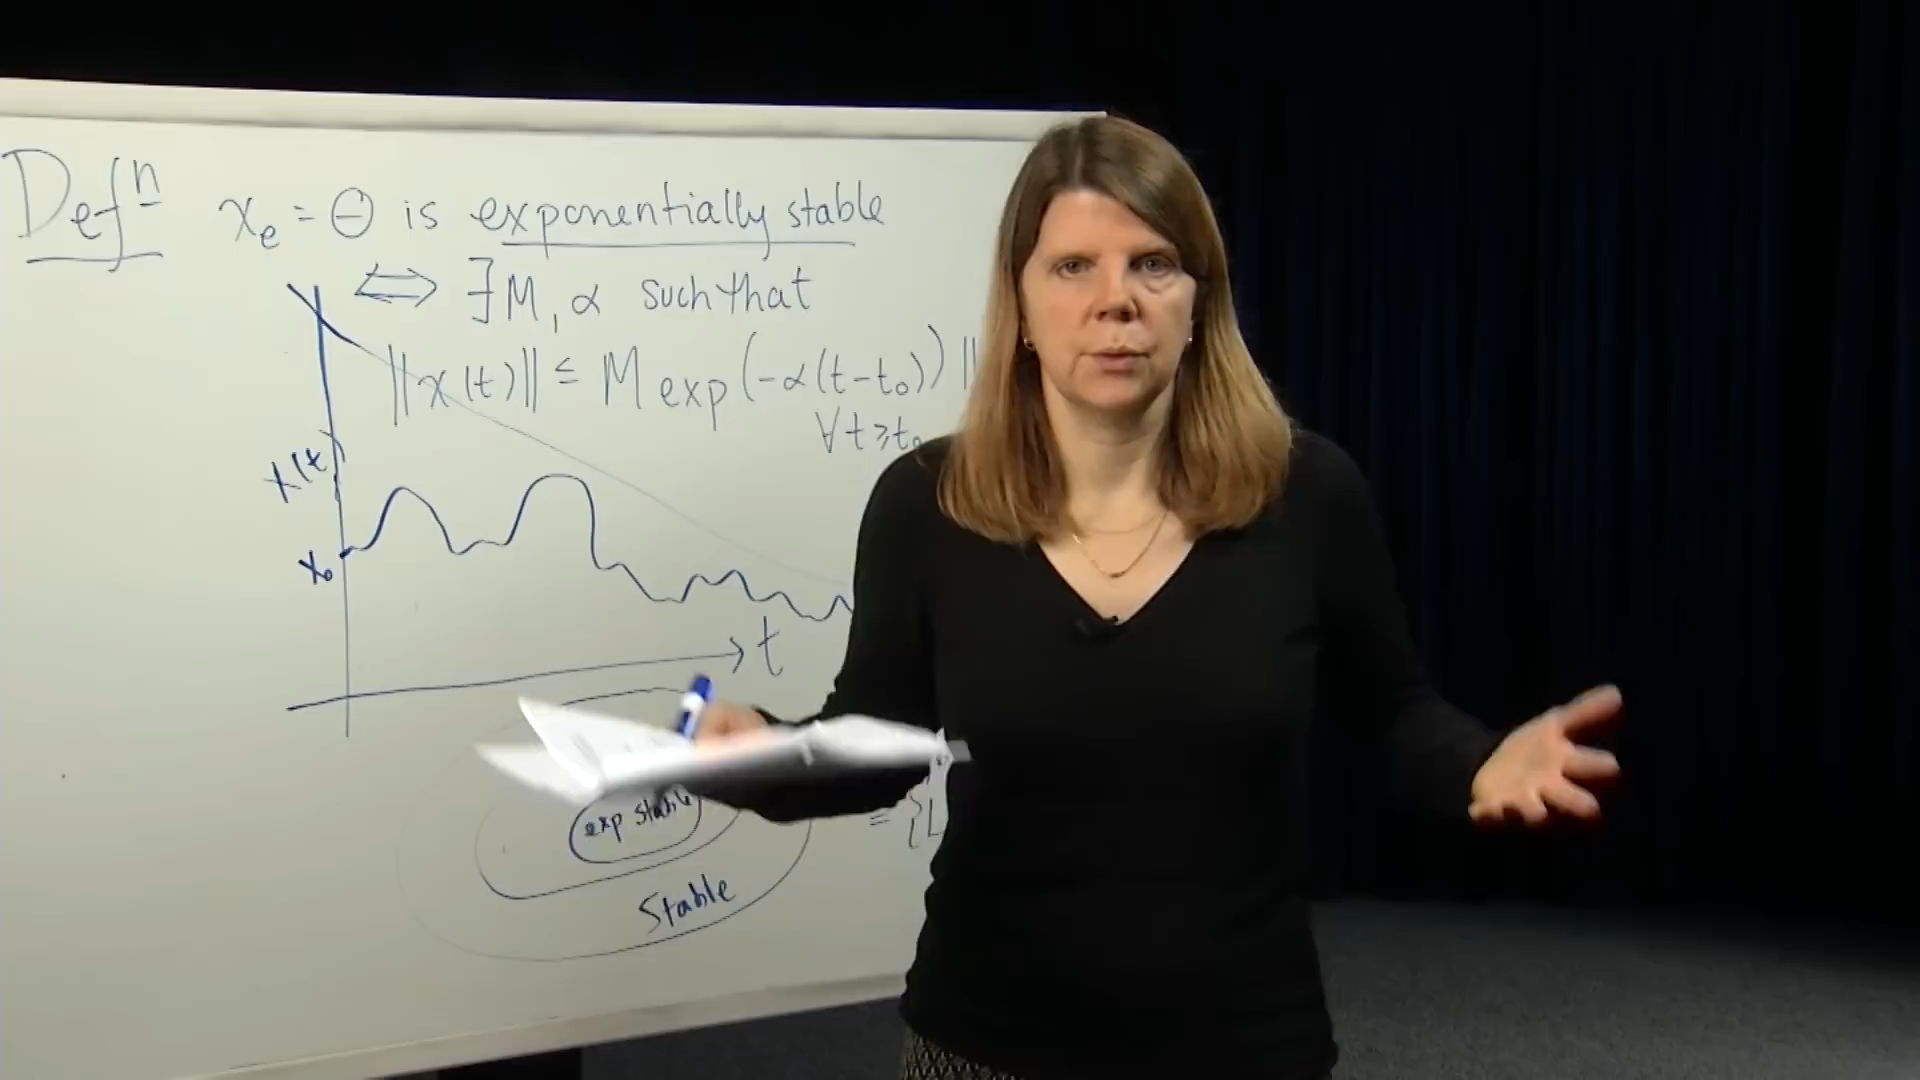 Defⁿ xₑ = θ is exponentially stable
⟺ ∃ M, α such that
||x(t)|| ≤ M exp(-α(t-t₀)) ||
∀ t ≥ t₀
x(t
x₀
t
exp stable
= {L
Stable